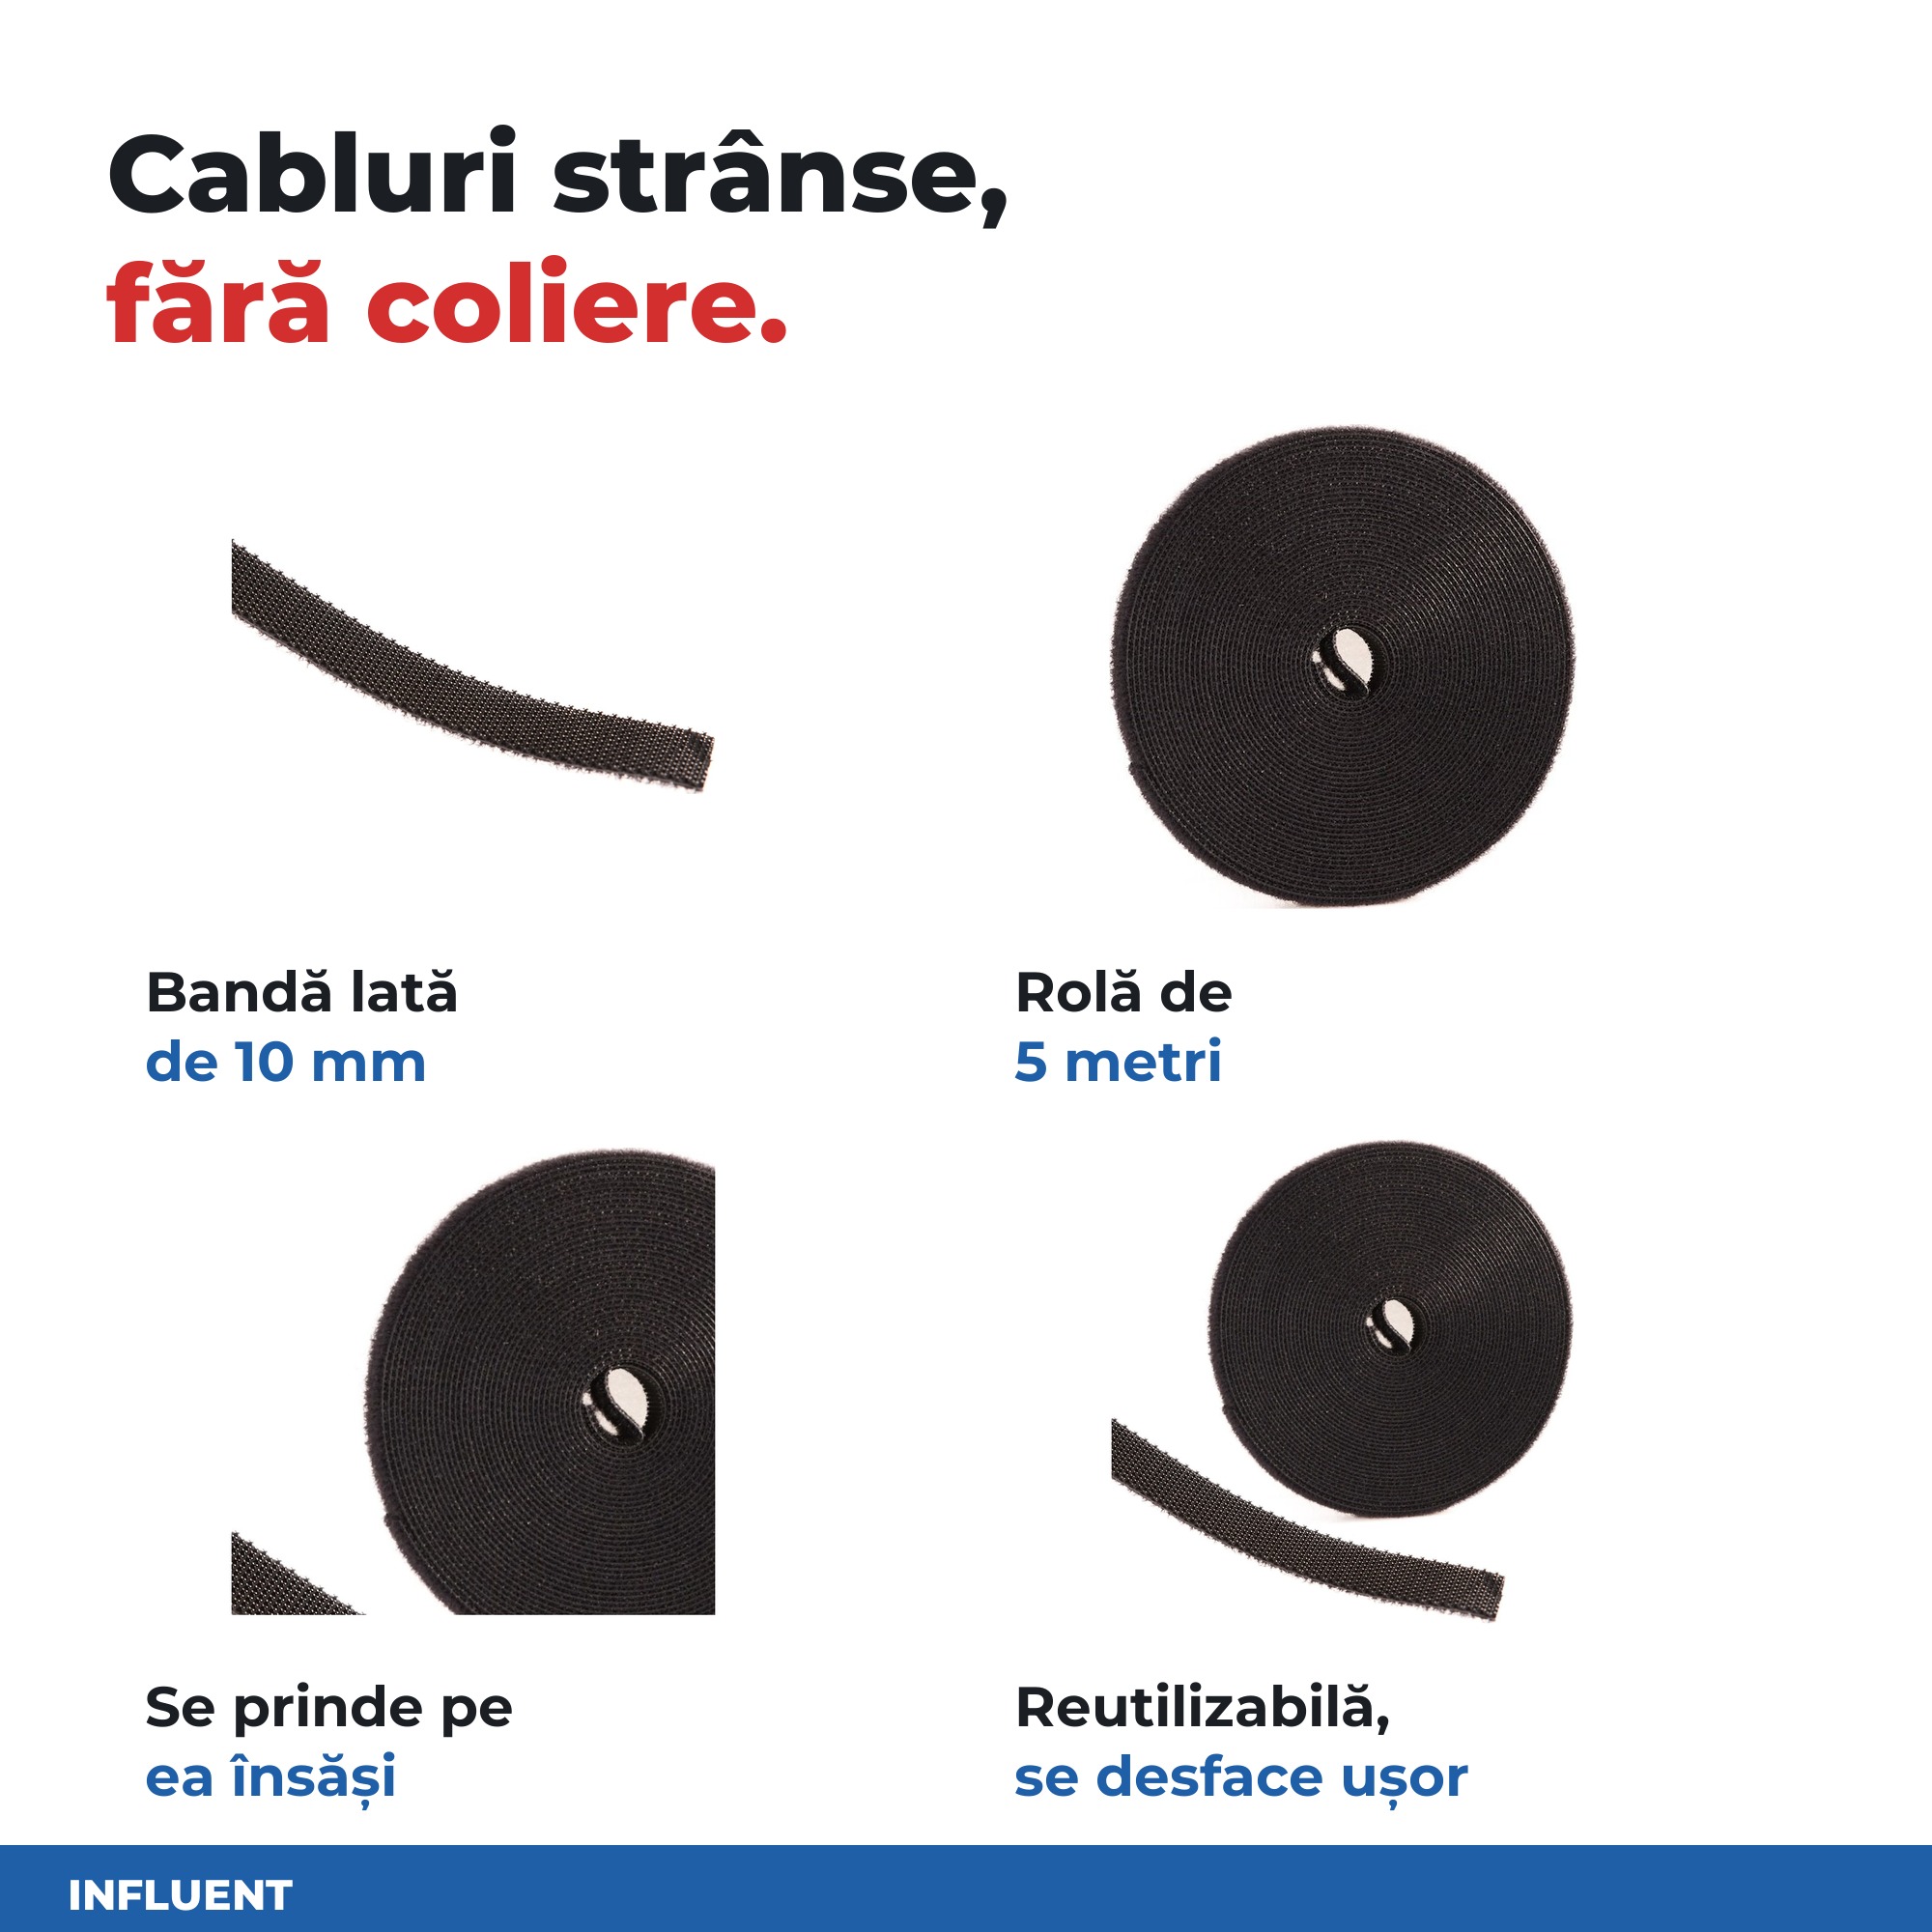 Cabluri strânse,
fără coliere.
Bandă lată
de 10 mm
Rolă de
5 metri
Se prinde pe
ea însăși
Reutilizabilă,
se desface ușor
INFLUENT